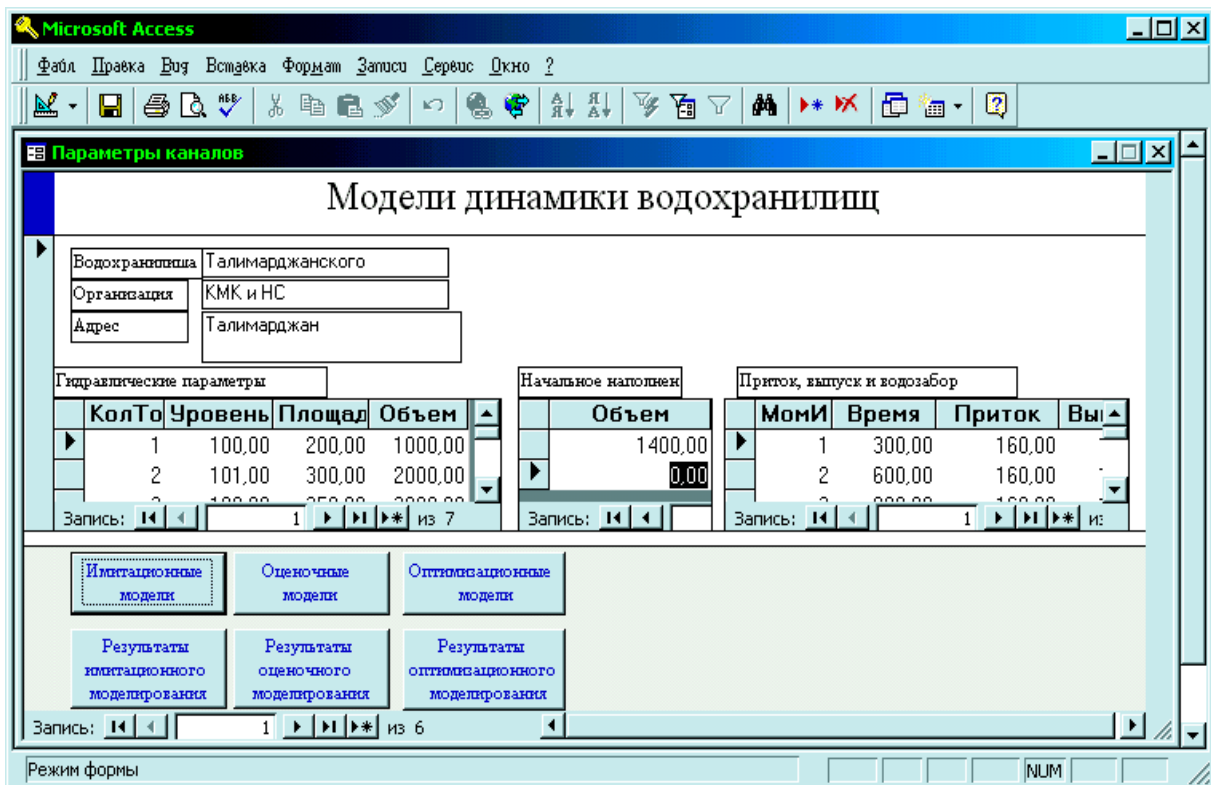 Microsoft Access
Файл Правка Вид Вставка Формат Записи Сервис Окно ?
Параметры каналов
Модели динамики водохранилищ
Водохранилиша Талимарджанского
Организация КМК и НС
Адрес Талимарджан
Гидравлические параметры Начальное наполнен Приток, выпуск и водозабор
КолТо Уровень Площад Объем Объем МомИ Время Приток Вы
1 100,00 200,00 1000,00 1400,00 1 300,00 160,00
2 101,00 300,00 2000,00 0,00 2 600,00 160,00
Запись: 1 из 7 Запись: Запись: 1 из
Имитационные модели Оценочные модели Оптимизационные модели
Результаты имитационного моделирования Результаты оценочного моделирования Результаты оптимизационного моделирования
Запись: 1 из 6
Режим формы NUM